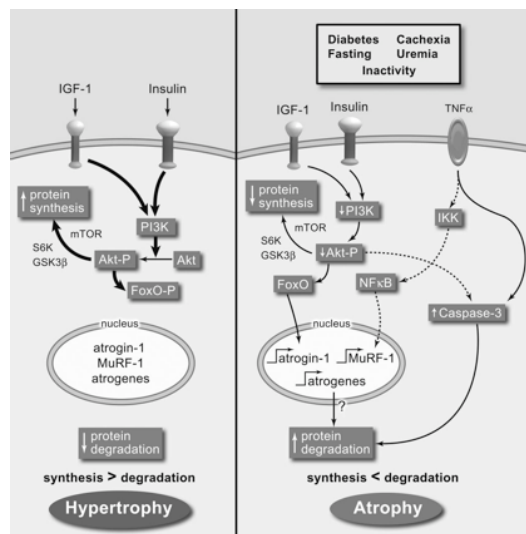 IGF-1
Insulin
↑ protein
synthesis
mTOR
PI3K
S6K
GSK3β
Akt-P
Akt
FoxO-P
nucleus
atrogin-1
MuRF-1
atrogenes
↓ protein
degradation
synthesis > degradation
Hypertrophy
Diabetes Cachexia
Fasting Uremia
Inactivity
IGF-1
Insulin
TNFα
↓ protein
synthesis
mTOR
↓PI3K
IKK
S6K
GSK3β
↓Akt-P
FoxO
NFκB
↑Caspase-3
nucleus
atrogin-1
MuRF-1
atrogenes
?
↑ protein
degradation
synthesis < degradation
Atrophy